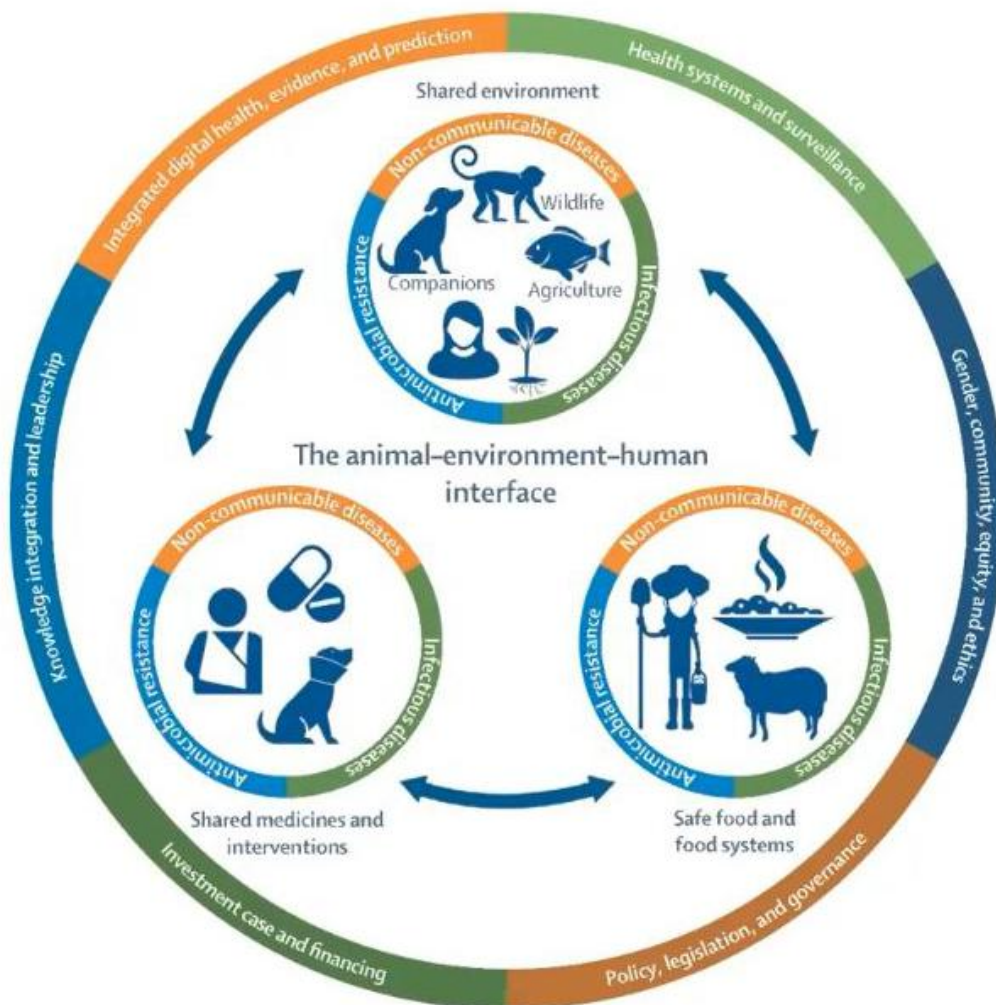 Integrated digital health, evidence, and prediction
Health systems and surveillance
Shared environment
Non-communicable diseases
Wildlife
Companions
Agriculture
Antimicrobial resistance
Infectious diseases
Knowledge integration and leadership
Gender, community, equity, and ethics
The animal–environment–human
interface
Non-communicable diseases
Antimicrobial resistance
Infectious diseases
Shared medicines and
interventions
Non-communicable diseases
Antimicrobial resistance
Infectious diseases
Safe food and
food systems
Investment case and financing
Policy, legislation, and governance